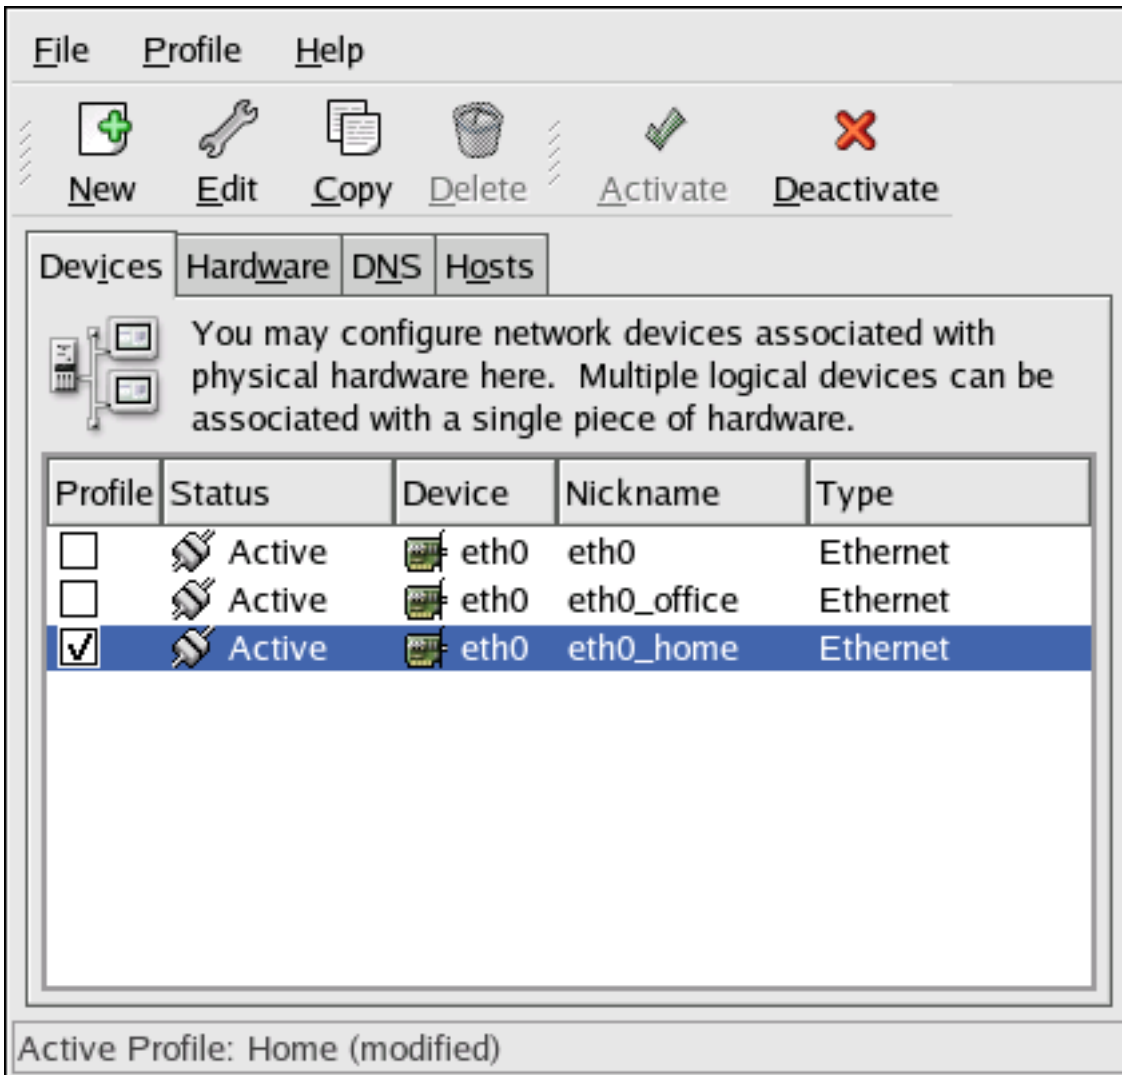 File Profile Help
New Edit Copy Delete Activate Deactivate
Devices Hardware DNS Hosts
You may configure network devices associated with
physical hardware here.  Multiple logical devices can be
associated with a single piece of hardware.
Profile Status Device Nickname Type
Active eth0 eth0 Ethernet
Active eth0 eth0_office Ethernet
Active eth0 eth0_home Ethernet
Active Profile: Home (modified)